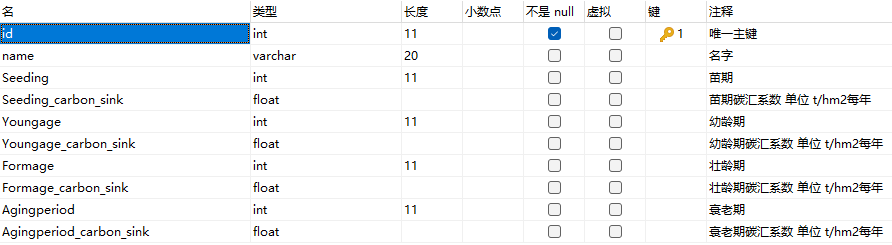 名 类型 长度 小数点 不是 null 虚拟 键 注释
id int 11 1 唯一主键
name varchar 20 名字
Seeding int 11 苗期
Seeding_carbon_sink float 苗期碳汇系数 单位 t/hm2每年
Youngage int 11 幼龄期
Youngage_carbon_sink float 幼龄期碳汇系数 单位 t/hm2每年
Formage int 11 壮龄期
Formage_carbon_sink float 壮龄期碳汇系数 单位 t/hm2每年
Agingperiod int 11 衰老期
Agingperiod_carbon_sink float 衰老期碳汇系数 单位 t/hm2每年